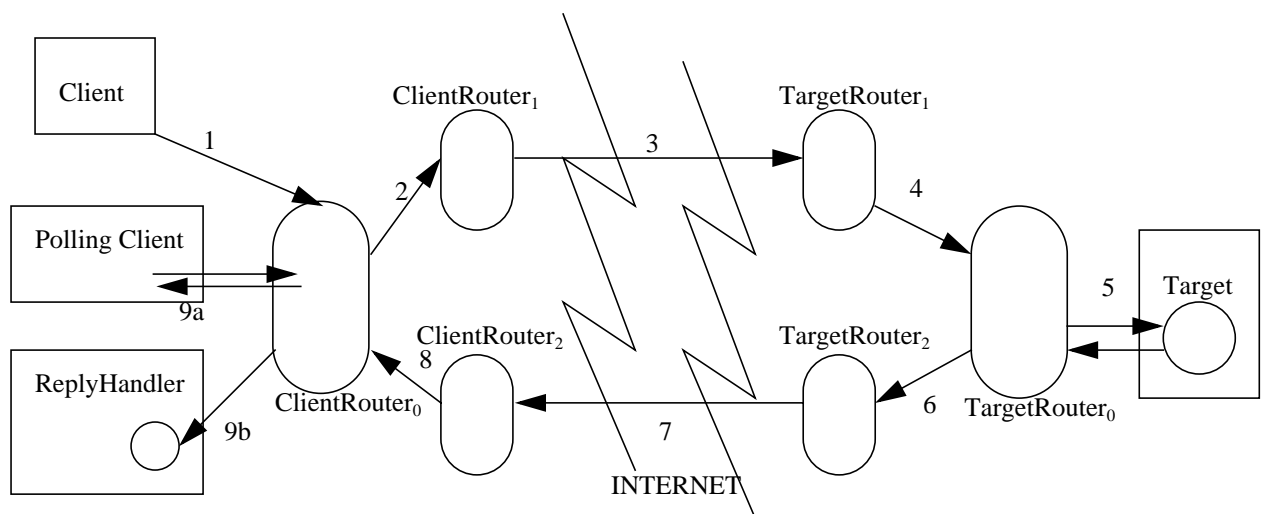 Client
1
ClientRouter₁
TargetRouter₁
2
3
4
Polling Client
9a
5
Target
ClientRouter₂
TargetRouter₂
8
ReplyHandler
ClientRouter₀
6
TargetRouter₀
9b
7
INTERNET